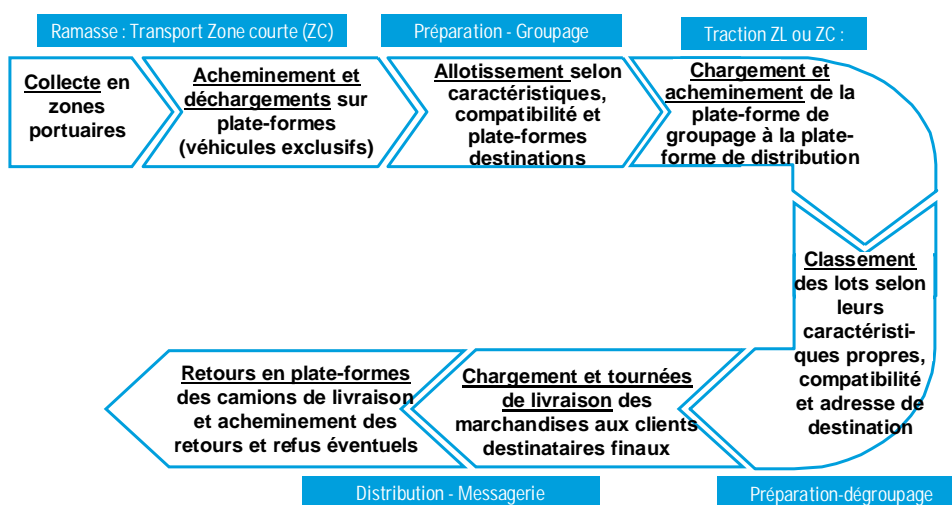 Ramasse : Transport Zone courte (ZC)
Préparation - Groupage
Traction ZL ou ZC :
Collecte en
zones
portuaires
Acheminement et
déchargements sur
plate-formes
(véhicules exclusifs)
Allotissement selon
caractéristiques,
compatibilité et
plate-formes
destinations
Chargement et
acheminement de la
plate-forme de
groupage à la plate-
forme de distribution
Classement
des lots selon
leurs
caractéristi-
ques propres,
compatibilité
et adresse de
destination
Chargement et tournées
de livraison des
marchandises aux clients
destinataires finaux
Retours en plate-formes
des camions de livraison
et acheminement des
retours et refus éventuels
Distribution - Messagerie
Préparation-dégroupage